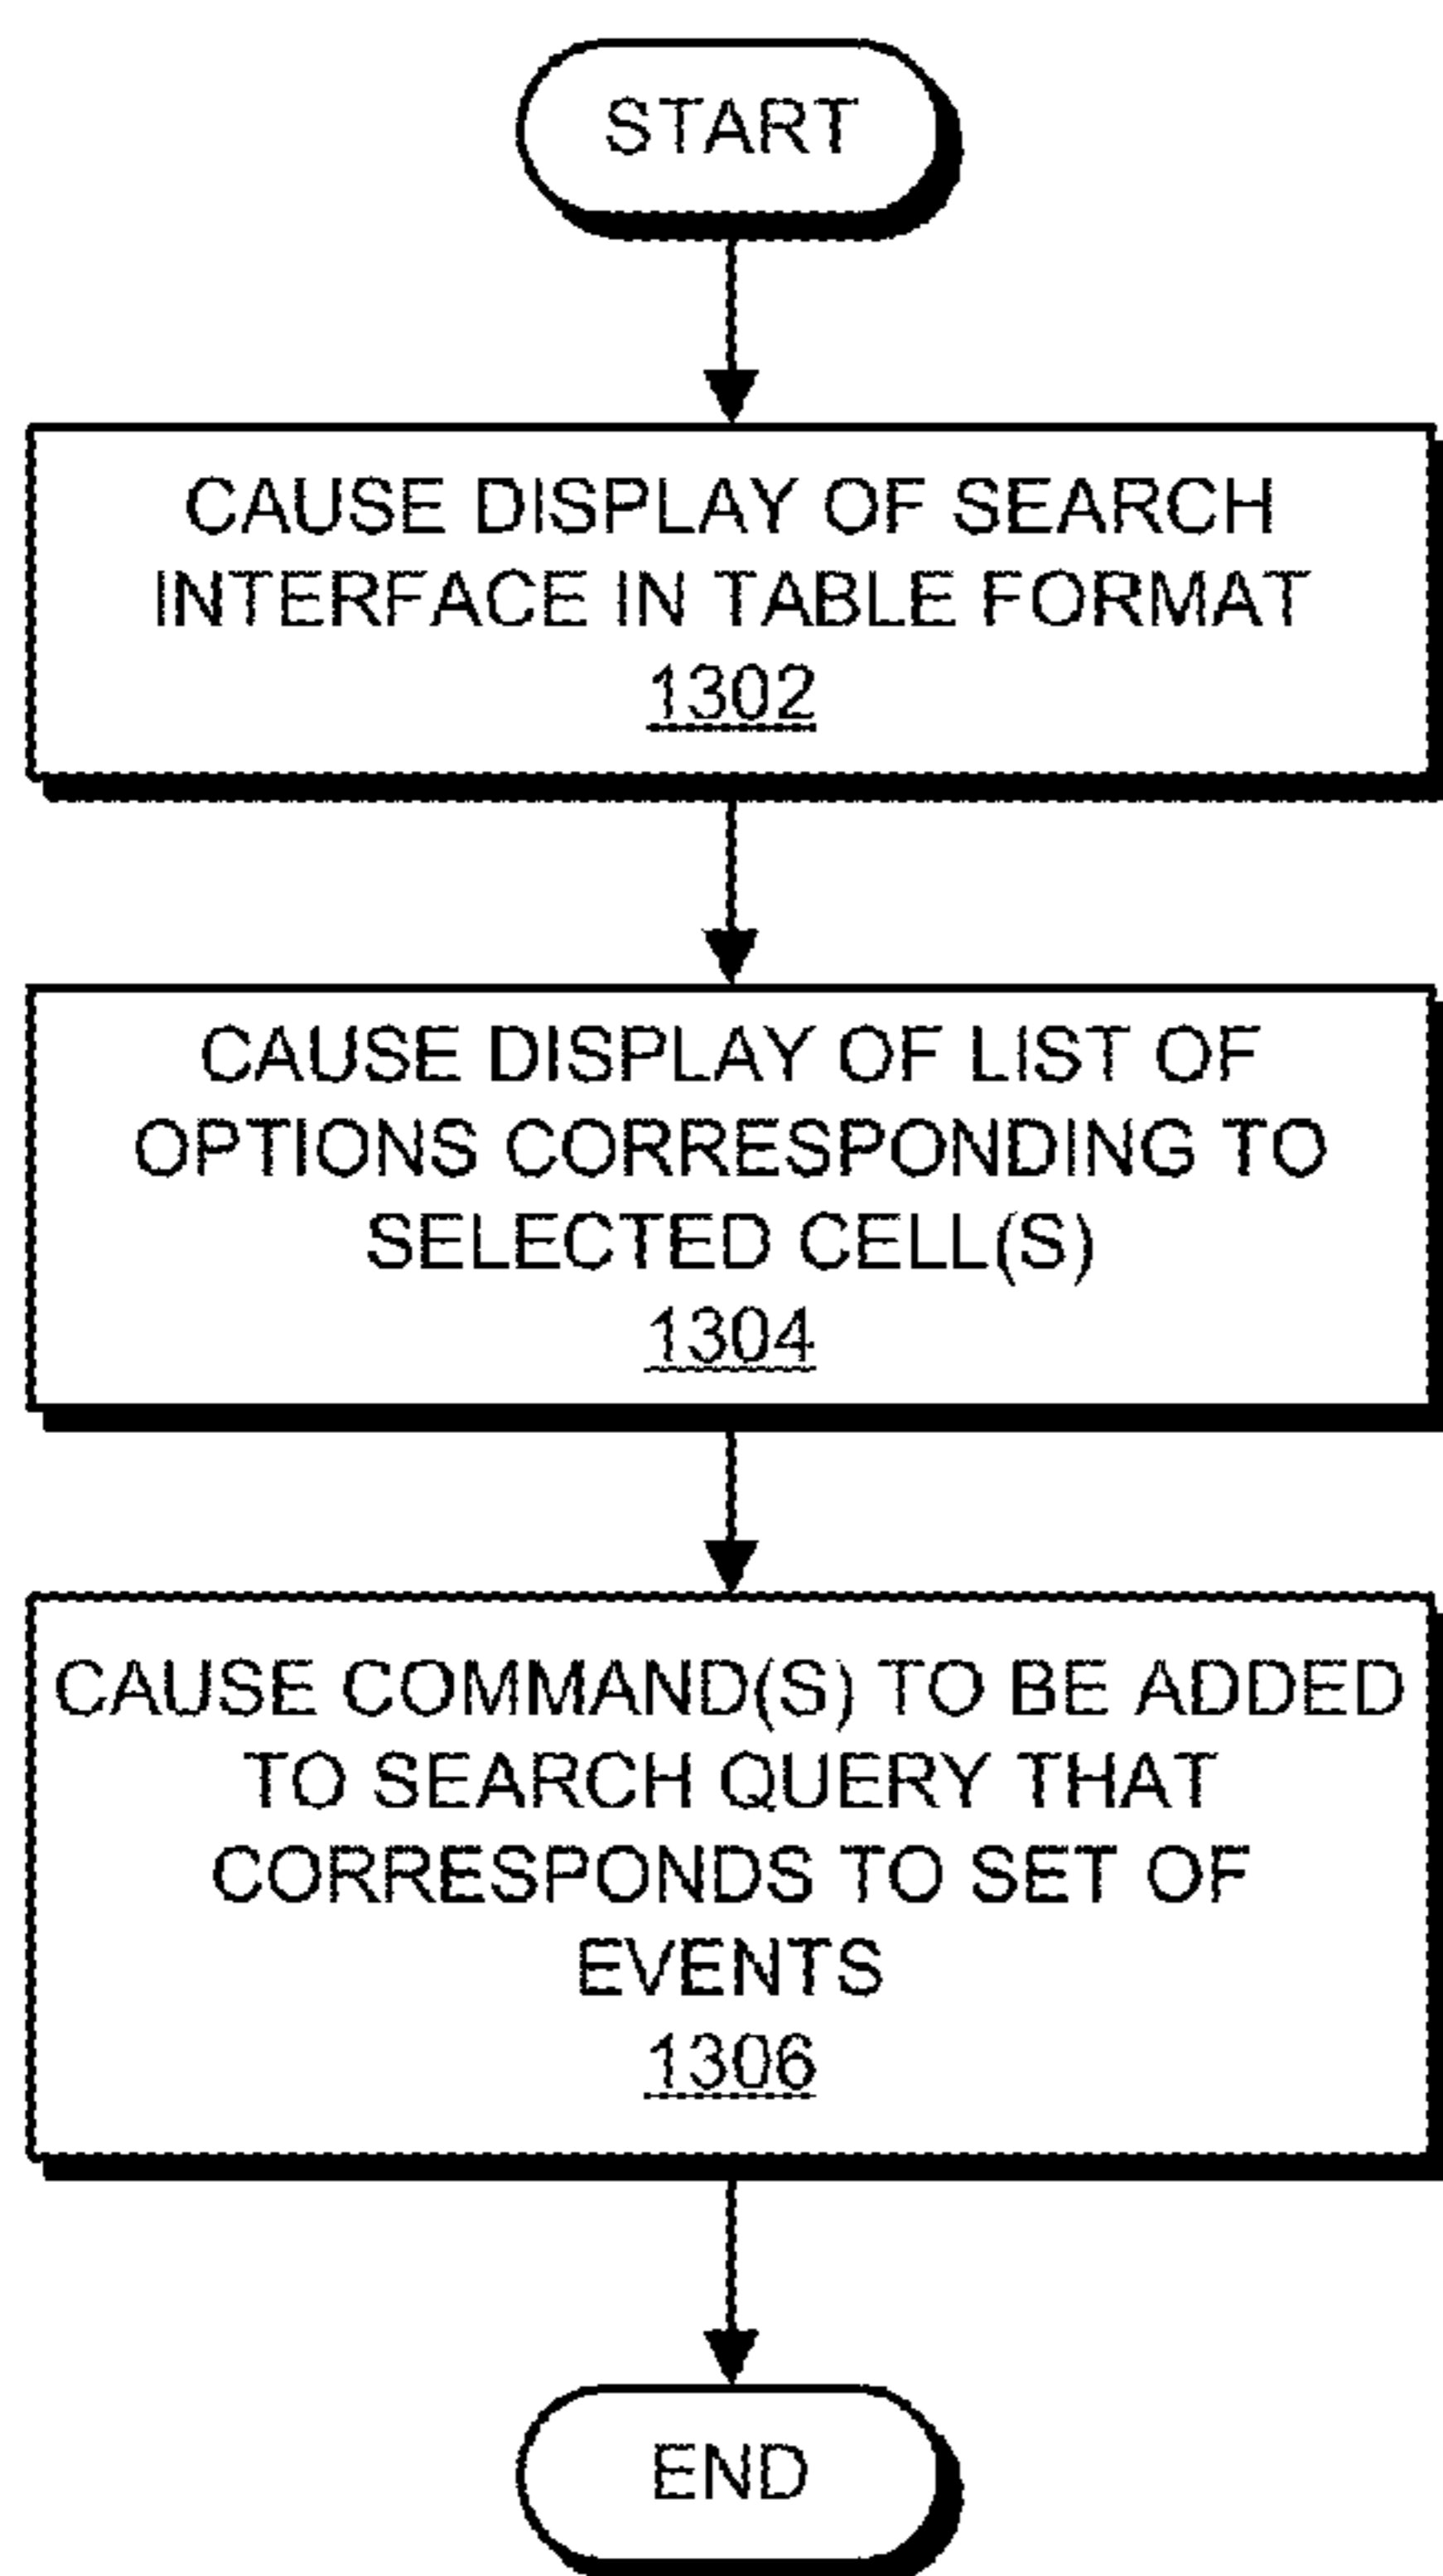 START
CAUSE DISPLAY OF SEARCH
INTERFACE IN TABLE FORMAT
1302
CAUSE DISPLAY OF LIST OF
OPTIONS CORRESPONDING TO
SELECTED CELL(S)
1304
CAUSE COMMAND(S) TO BE ADDED
TO SEARCH QUERY THAT
CORRESPONDS TO SET OF
EVENTS
1306
END